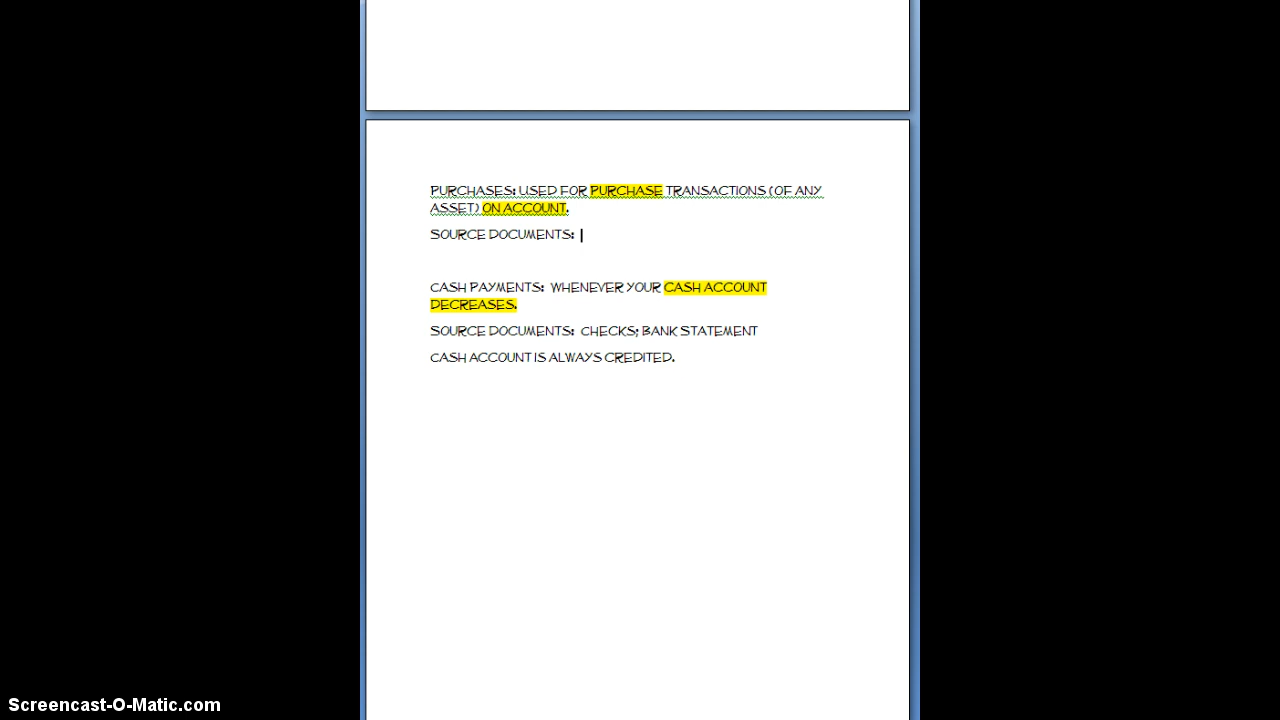 PURCHASES: USED FOR PURCHASE TRANSACTIONS (OF ANY
ASSET) ON ACCOUNT.
SOURCE DOCUMENTS:
CASH PAYMENTS: WHENEVER YOUR CASH ACCOUNT
DECREASES.
SOURCE DOCUMENTS: CHECKS; BANK STATEMENT
CASH ACCOUNT IS ALWAYS CREDITED.
Screencast-O-Matic.com